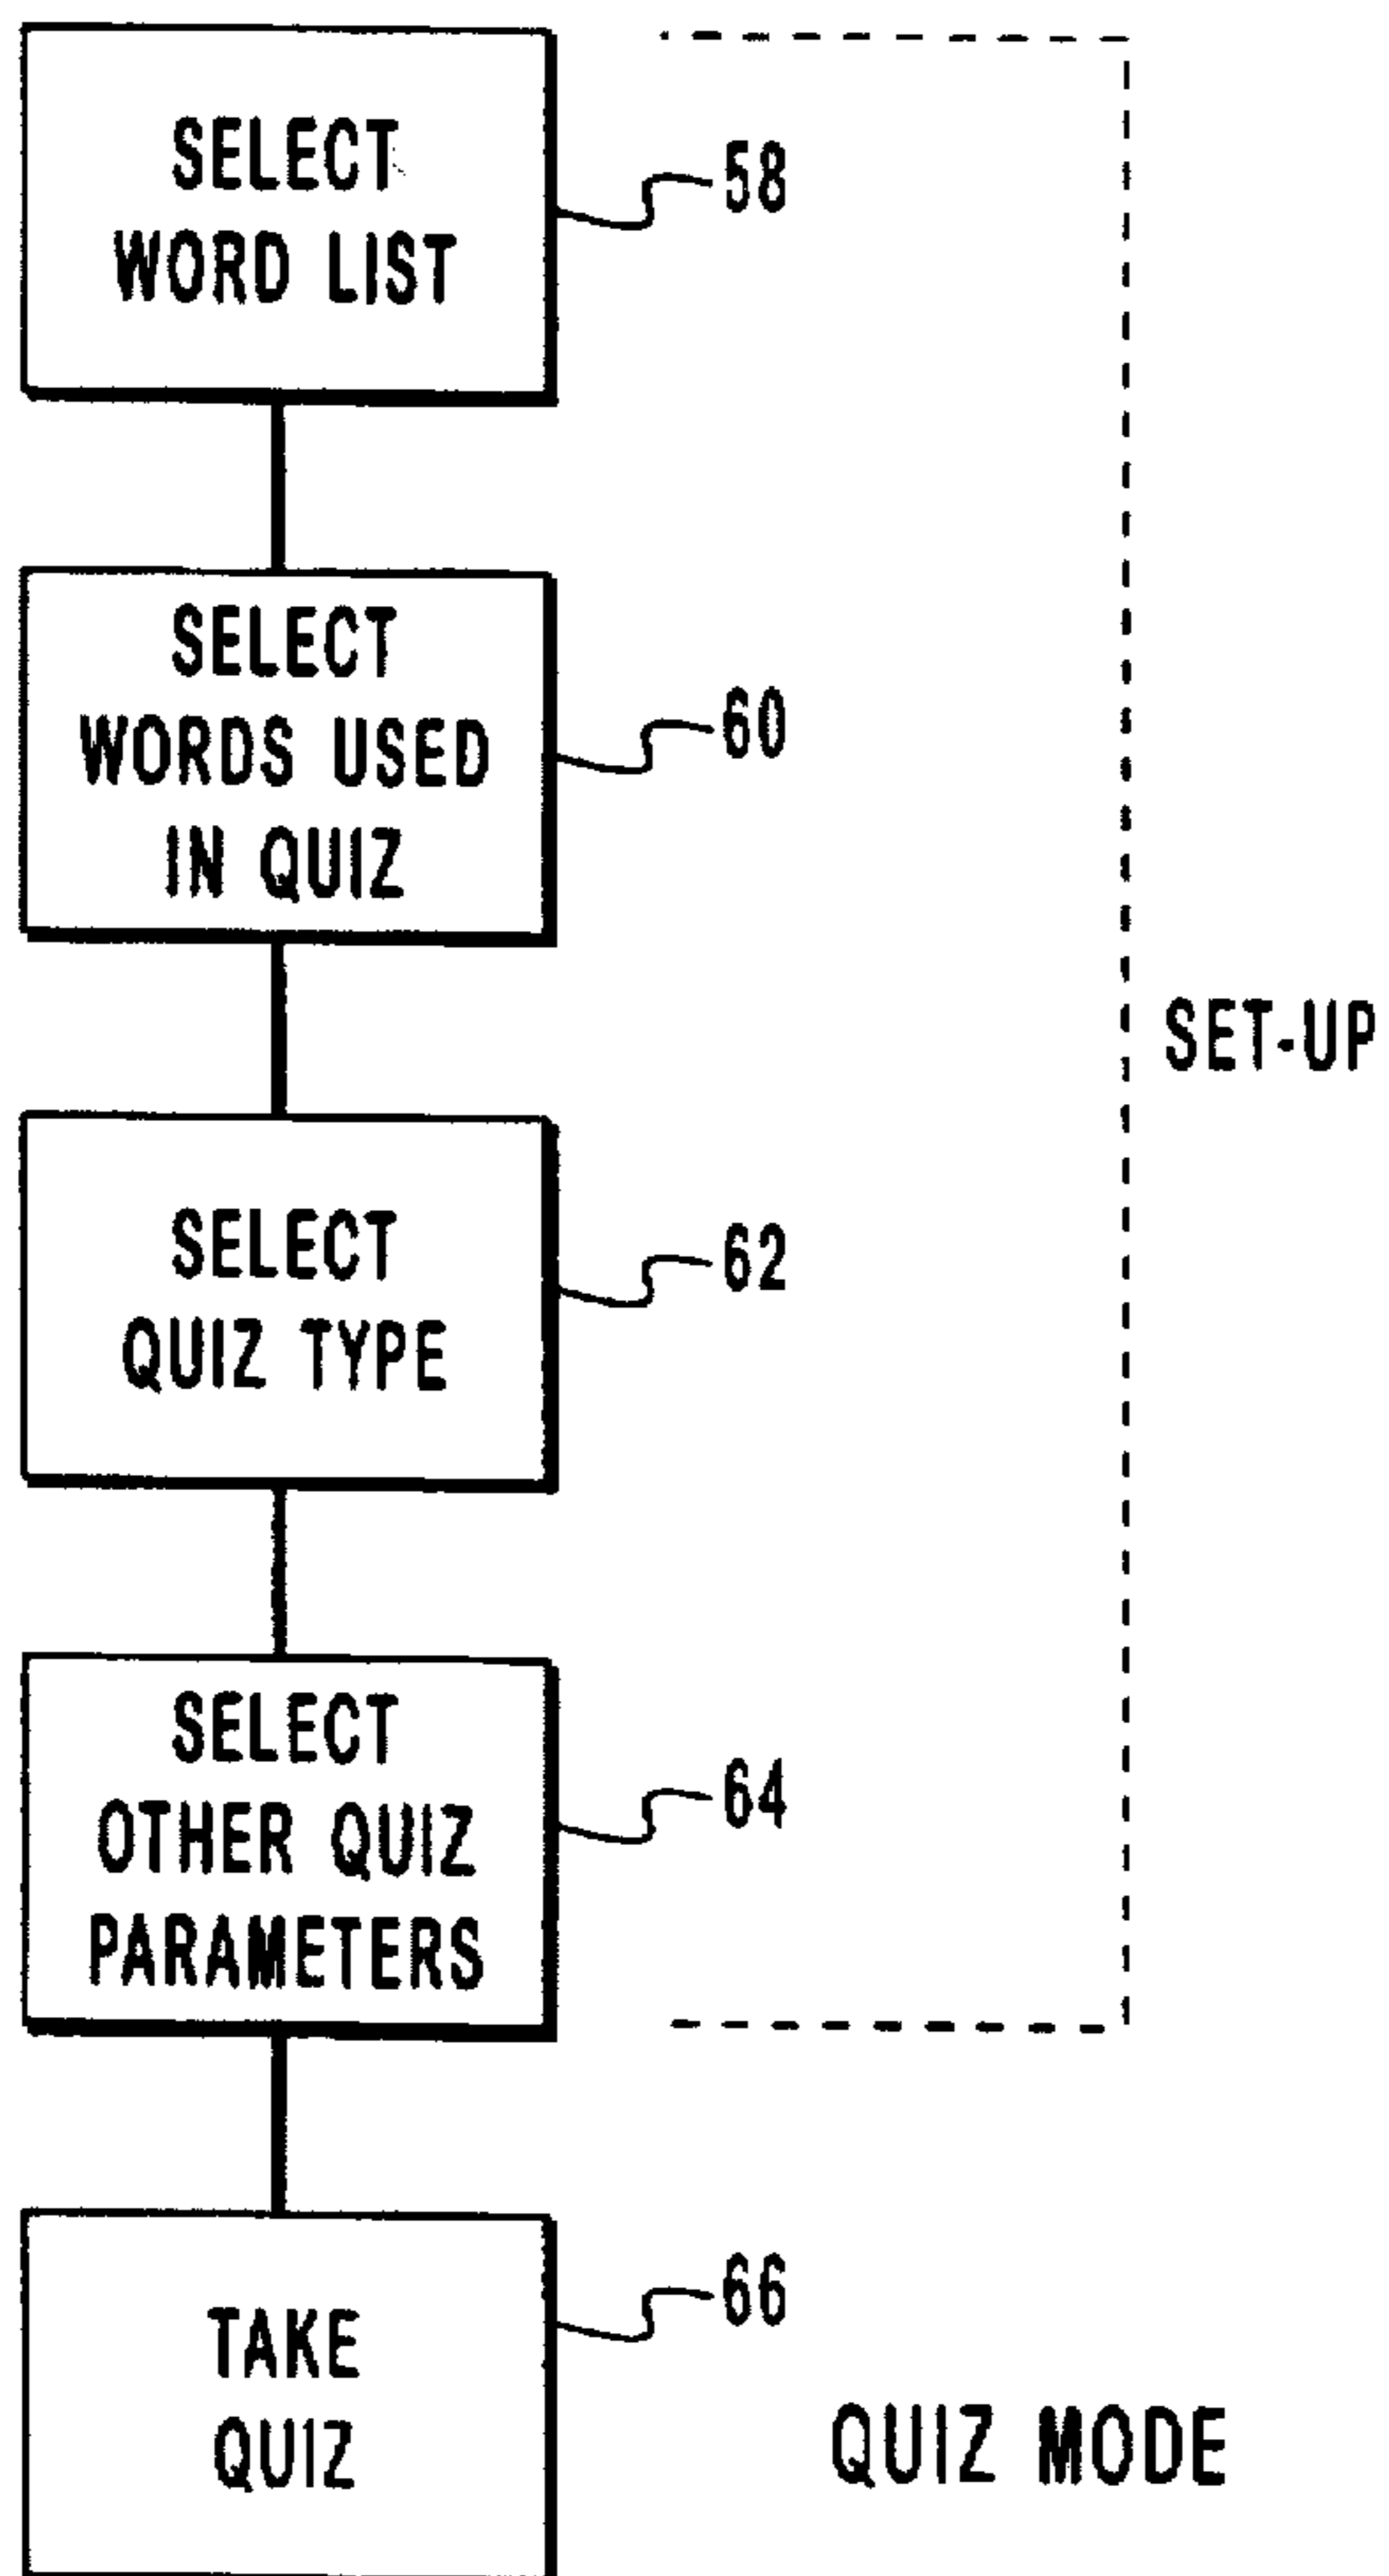 SELECT
WORD LIST
58
SELECT
WORDS USED
IN QUIZ
60
SET-UP
SELECT
QUIZ TYPE
62
SELECT
OTHER QUIZ
PARAMETERS
64
TAKE
QUIZ
66
QUIZ MODE